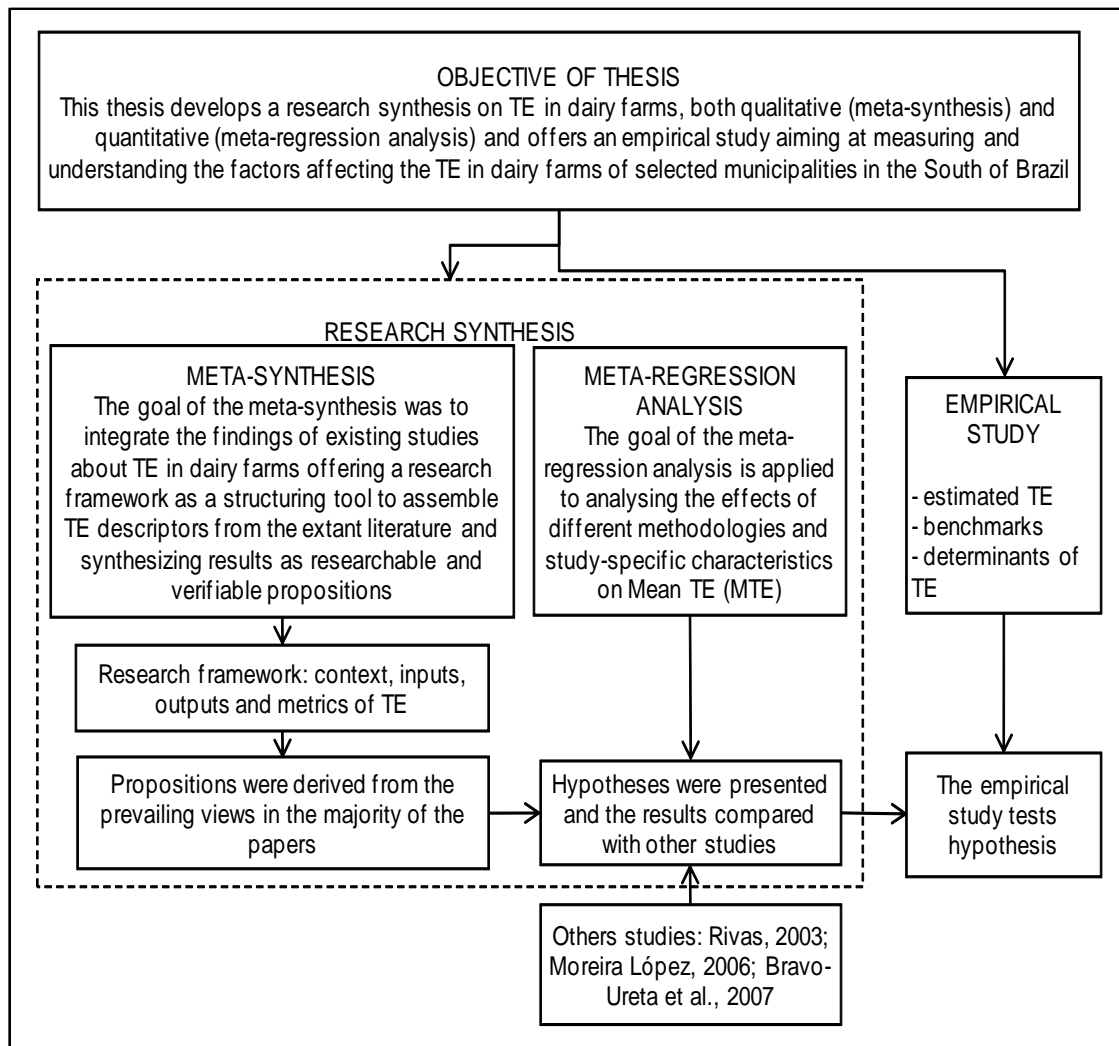 OBJECTIVE OF THESIS
This thesis develops a research synthesis on TE in dairy farms, both qualitative (meta-synthesis) and
quantitative (meta-regression analysis) and offers an empirical study aiming at measuring and
understanding the factors affecting the TE in dairy farms of selected municipalities in the South of Brazil
RESEARCH SYNTHESIS
META-SYNTHESIS
The goal of the meta-synthesis was to
integrate the findings of existing studies
about TE in dairy farms offering a research
framework as a structuring tool to assemble
TE descriptors from the extant literature and
synthesizing results as researchable and
verifiable propositions
META-REGRESSION
ANALYSIS
The goal of the meta-
regression analysis is applied
to analysing the effects of
different methodologies and
study-specific characteristics
on Mean TE (MTE)
EMPIRICAL
STUDY
- estimated TE
- benchmarks
- determinants of
TE
Research framework: context, inputs,
outputs and metrics of TE
Propositions were derived from the
prevailing views in the majority of the
papers
Hypotheses were presented
and the results compared
with other studies
The empirical
study tests
hypothesis
Others studies: Rivas, 2003;
Moreira López, 2006; Bravo-
Ureta et al., 2007